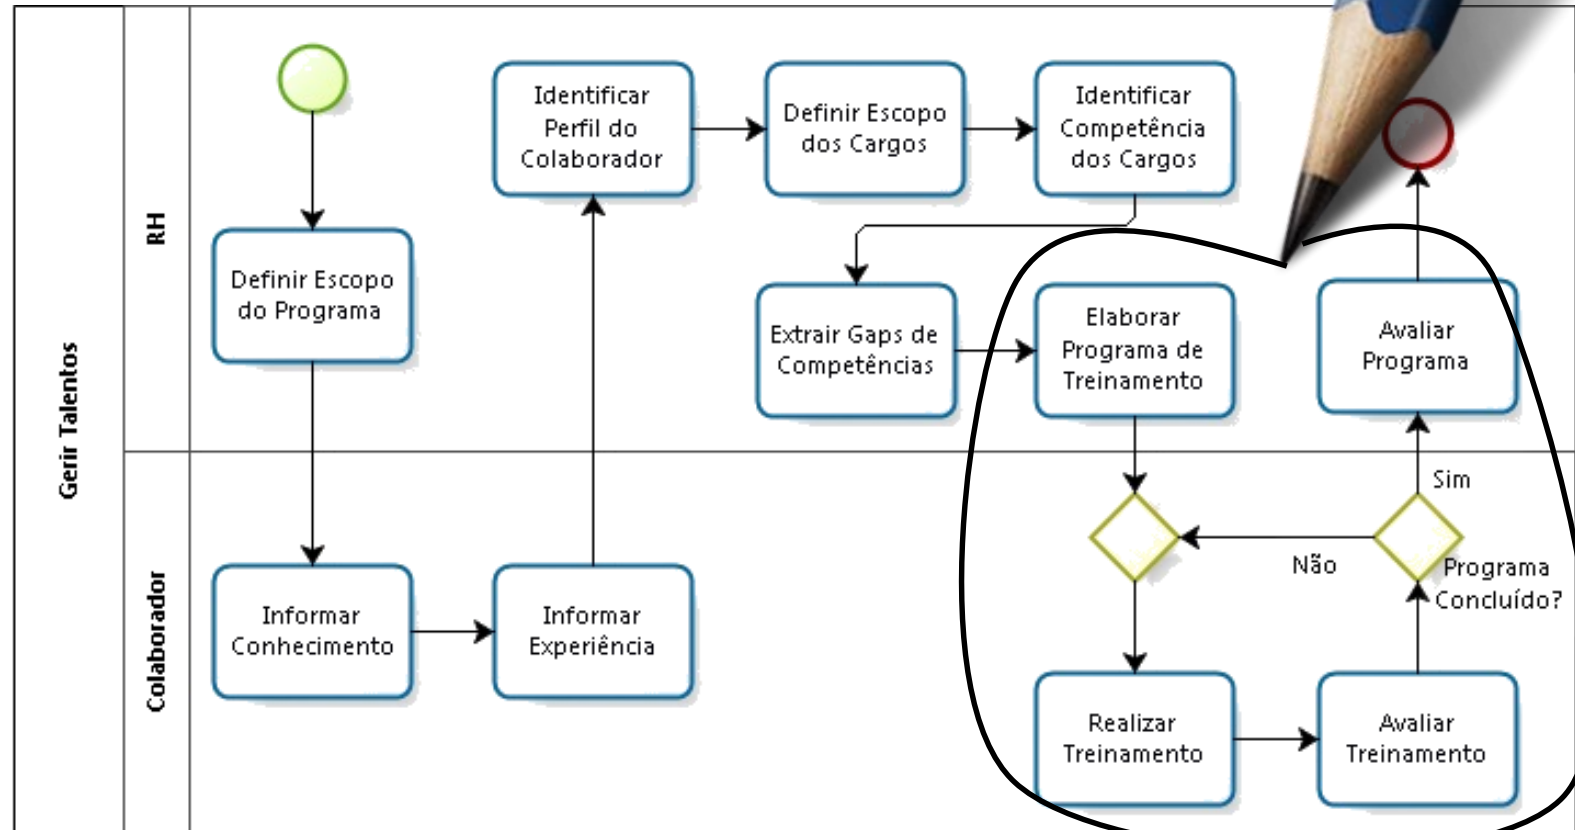 Gerir Talentos
RH
Colaborador
Definir Escopo
do Programa
Informar
Conhecimento
Informar
Experiência
Identificar
Perfil do
Colaborador
Definir Escopo
dos Cargos
Identificar
Competência
dos Cargos
Extrair Gaps de
Competências
Elaborar
Programa de
Treinamento
Realizar
Treinamento
Avaliar
Treinamento
Programa
Concluído?
Não
Sim
Avaliar
Programa